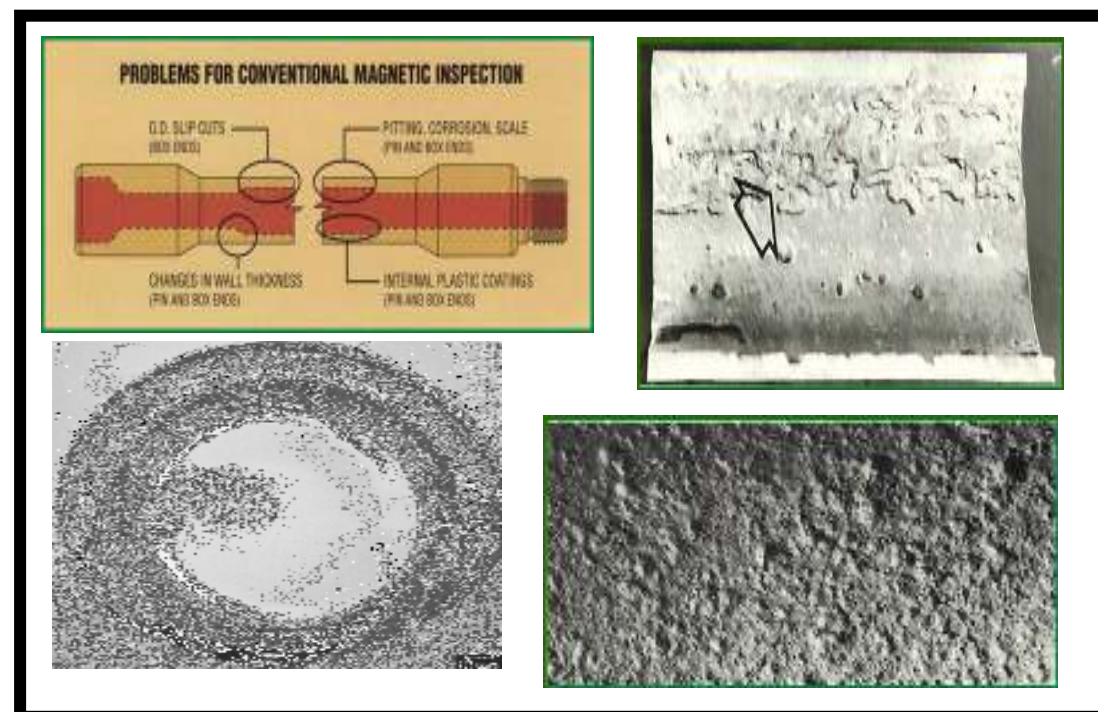 PROBLEMS FOR CONVENTIONAL MAGNETIC INSPECTION
O.D. SLIP CUTS
(BOX ENDS)
PITTING, CORROSION, SCALE
(PIN AND BOX ENDS)
CHANGES IN WALL THICKNESS
(PIN AND BOX ENDS)
INTERNAL PLASTIC COATINGS
(PIN AND BOX ENDS)